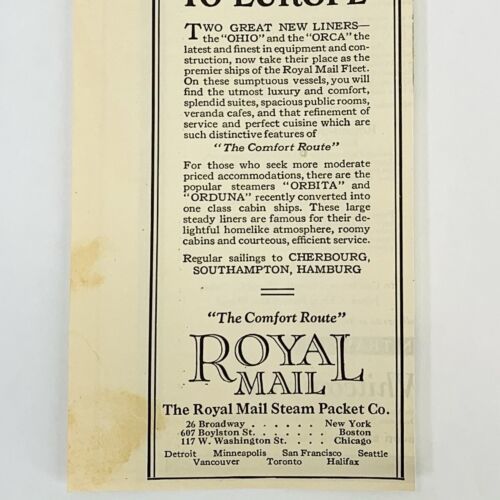 TO EUROPE
TWO GREAT NEW LINERS—
the "OHIO" and the "ORCA" the
latest and finest in equipment and con-
struction, now take their place as the
premier ships of the Royal Mail Fleet.
On these sumptuous vessels, you will
find the utmost luxury and comfort,
splendid suites, spacious public rooms,
veranda cafes, and that refinement of
service and perfect cuisine which are
such distinctive features of
"The Comfort Route"
For those who seek more moderate
priced accommodations, there are the
popular steamers "ORBITA" and
"ORDUNA" recently converted into
one class cabin ships. These large
steady liners are famous for their de-
lightful homelike atmosphere, roomy
cabins and courteous, efficient service.
Regular sailings to CHERBOURG,
SOUTHAMPTON, HAMBURG
"The Comfort Route"
ROYAL
MAIL
The Royal Mail Steam Packet Co.
26 Broadway . . . . . . New York
607 Boylston St. . . . . . . Boston
117 W. Washington St. . . . Chicago
Detroit Minneapolis San Francisco Seattle
Vancouver Toronto Halifax